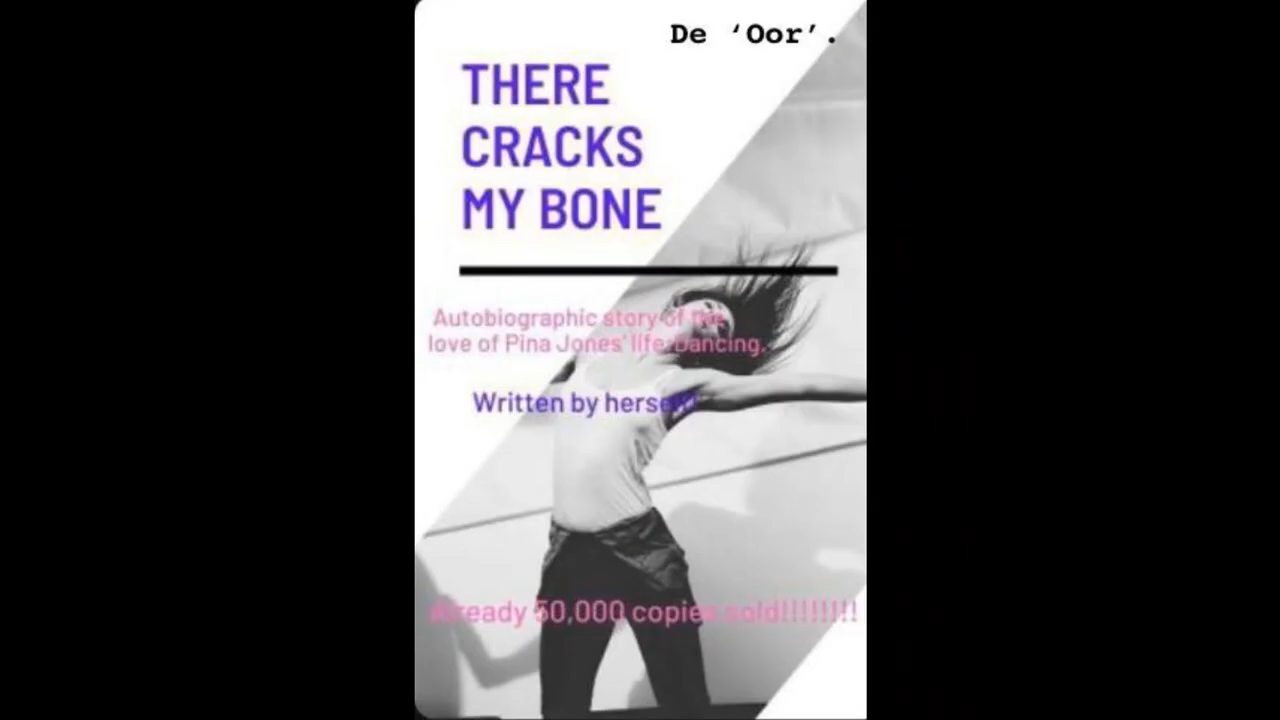 De ‘Oor’.
THERE
CRACKS
MY BONE
Autobiographic story of the
love of Pina Jones' life: Dancing.
Written by herself!
Already 50,000 copies sold!!!!!!!!